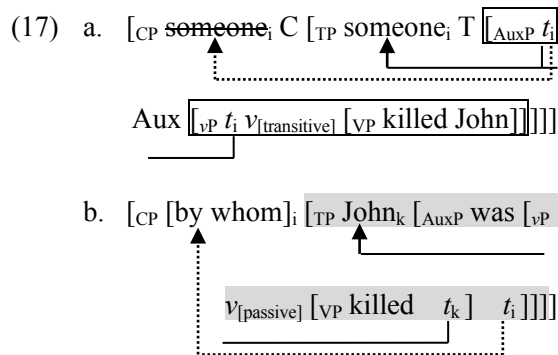 (17) a. [CP someonei C [TP someonei T [AuxP ti
Aux [vP ti v[transitive] [VP killed John]]]]]
b. [CP [by whom]i [TP Johnk [AuxP was [vP
v[passive] [VP killed tk ] ti]]]]